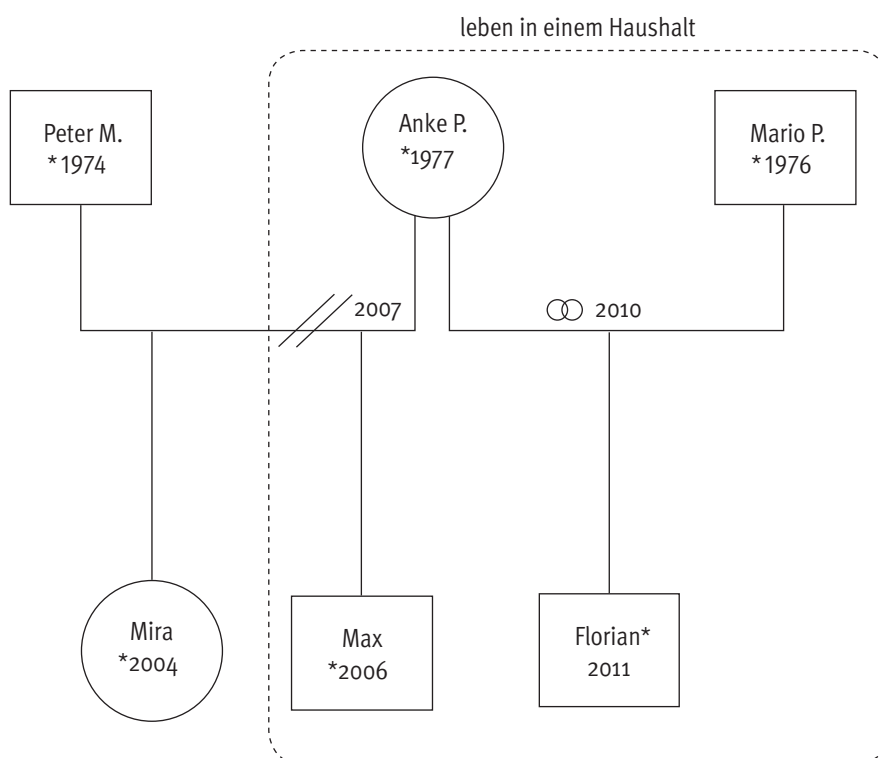 leben in einem Haushalt
Peter M.
*1974
Anke P.
*1977
Mario P.
*1976
2007
2010
Mira
*2004
Max
*2006
Florian*
2011